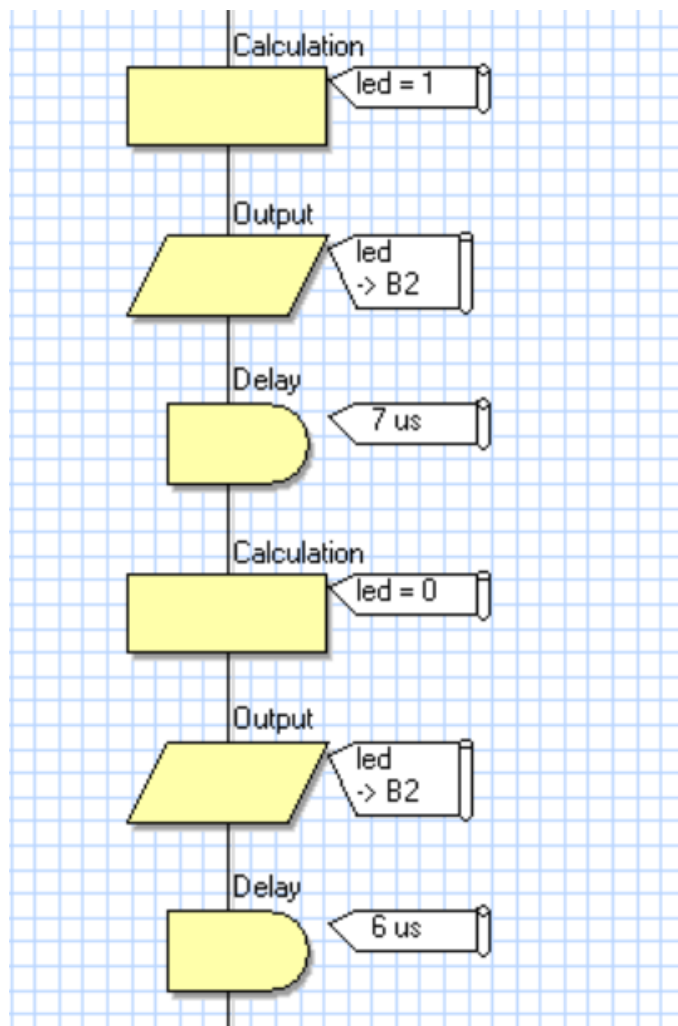 Calculation
led = 1
Output
led
-> B2
Delay
7 us
Calculation
led = 0
Output
led
-> B2
Delay
6 us